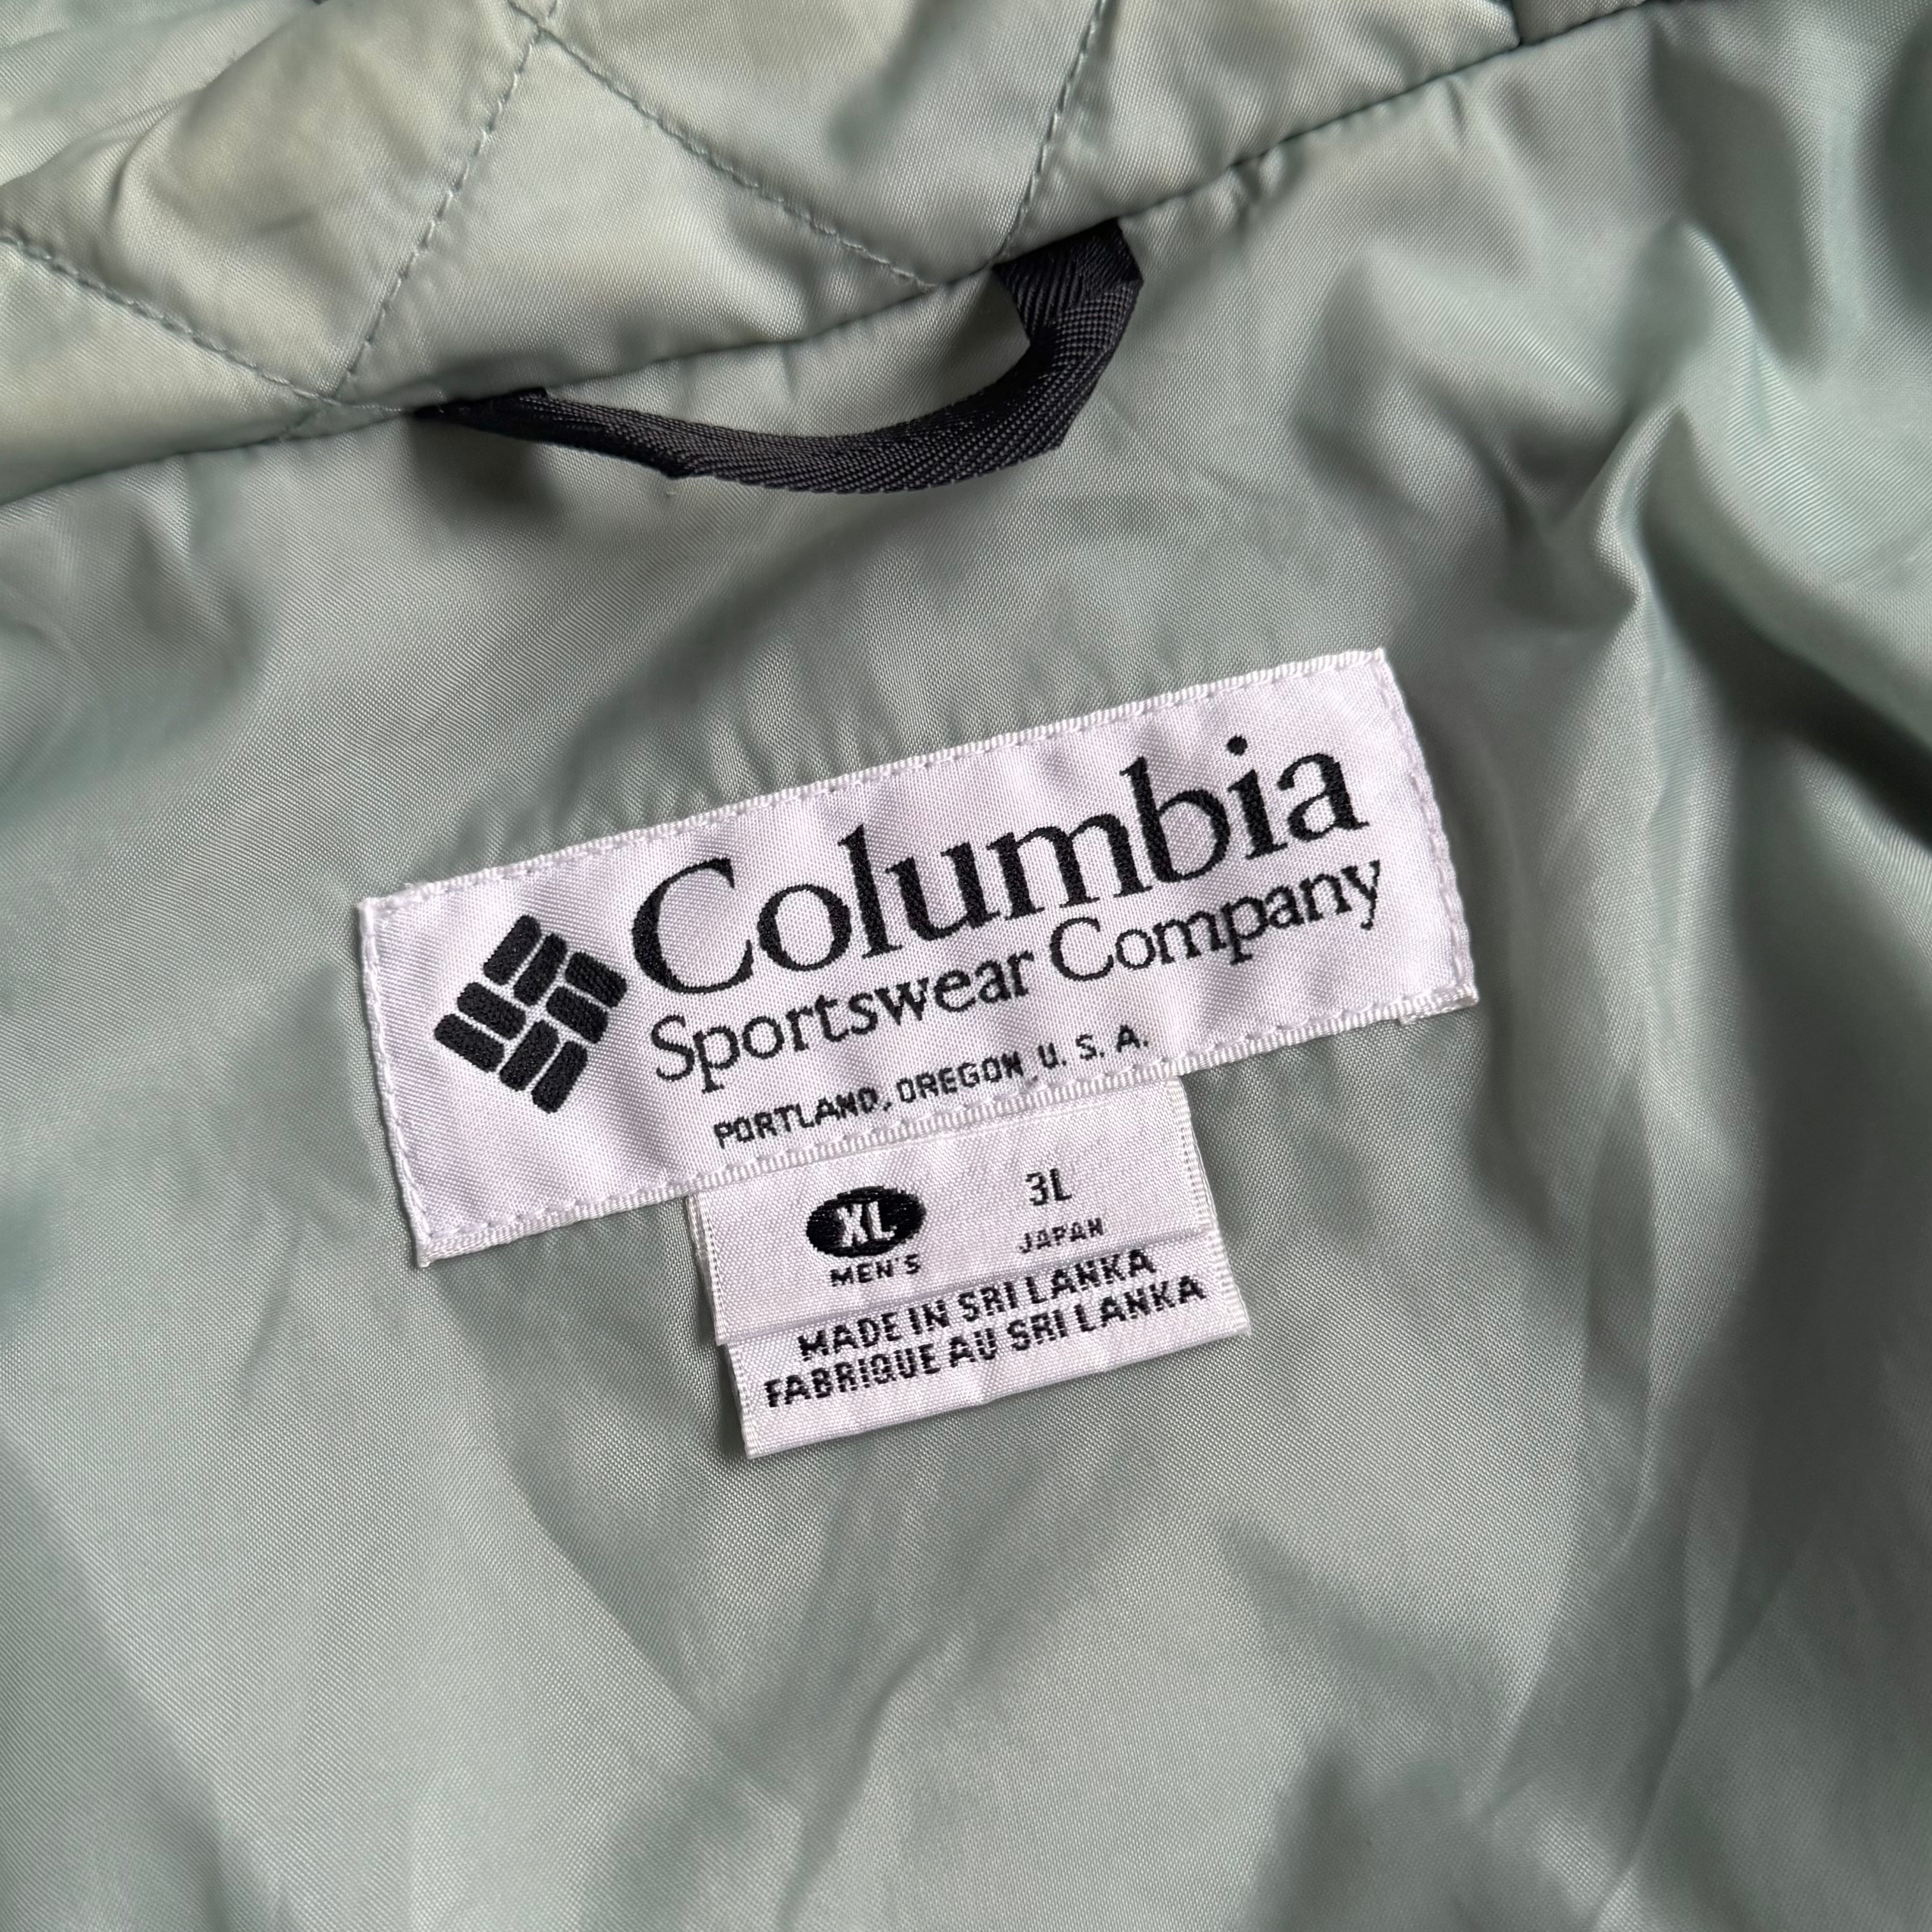 Columbia
Sportswear Company
PORTLAND, OREGON U. S. A.
XL 3L
MEN'S JAPAN
MADE IN SRI LANKA
FABRIQUE AU SRI LANKA